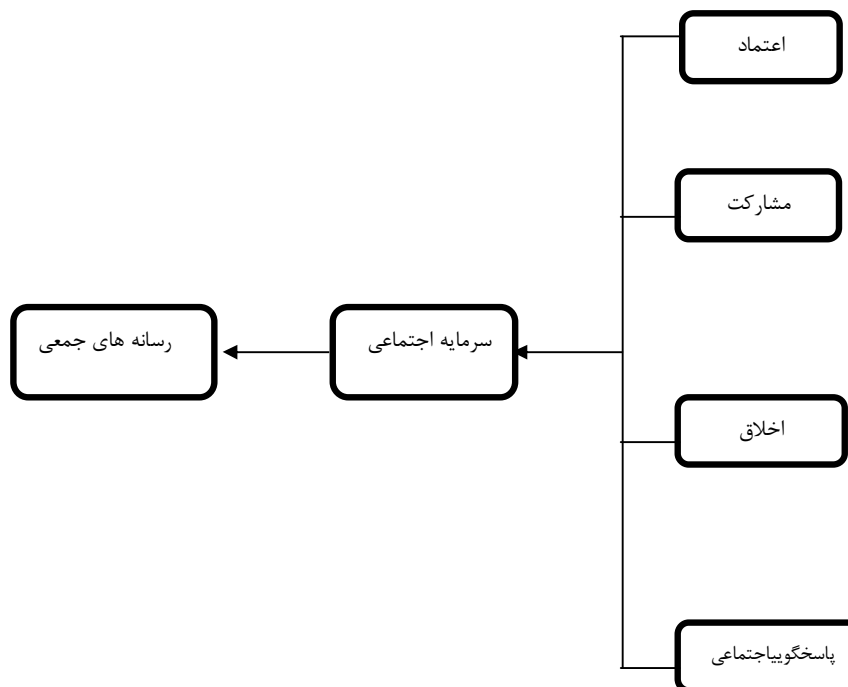 اعتماد
مشارکت
سرمایه اجتماعی
رسانه های جمعی
اخلاق
پاسخگوییاجتماعی